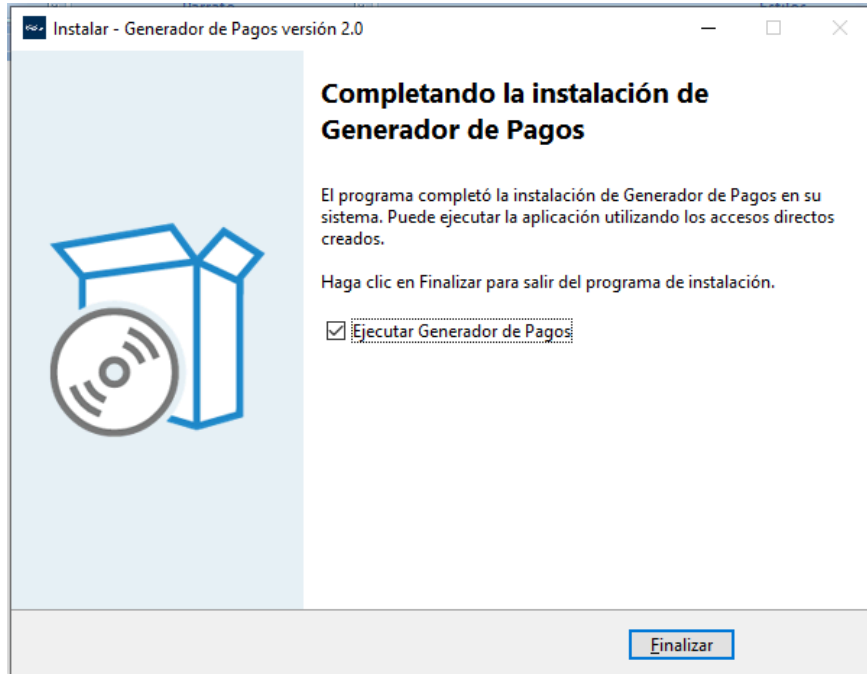 Instalar - Generador de Pagos versión 2.0
Completando la instalación de
Generador de Pagos
El programa completó la instalación de Generador de Pagos en su
sistema. Puede ejecutar la aplicación utilizando los accesos directos
creados.
Haga clic en Finalizar para salir del programa de instalación.
Ejecutar Generador de Pagos
Finalizar